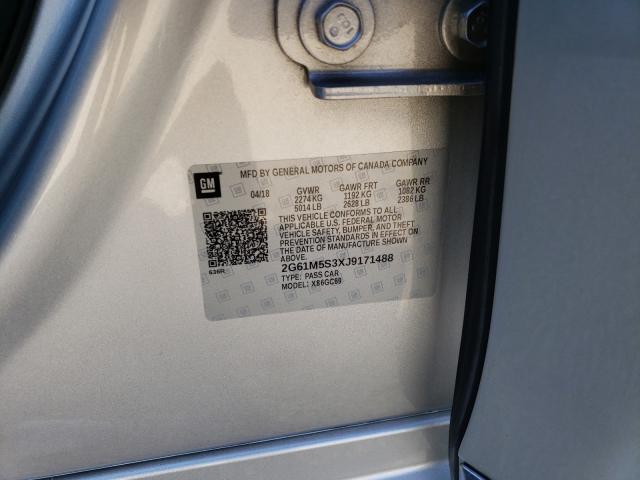 GM
MFD BY GENERAL MOTORS OF CANADA COMPANY
04/18 GVWR GAWR FRT GAWR RR
2274 KG 1192 KG 1082 KG
5014 LB 2628 LB 2386 LB
THIS VEHICLE CONFORMS TO ALL
APPLICABLE U.S. FEDERAL MOTOR
VEHICLE SAFETY, BUMPER, AND THEFT
PREVENTION STANDARDS IN EFFECT ON
THE DATE OF MANUFACTURE SHOWN
ABOVE.
2G61M5S3XJ9171488
TYPE: PASS CAR
MODEL: X86GC69
636R